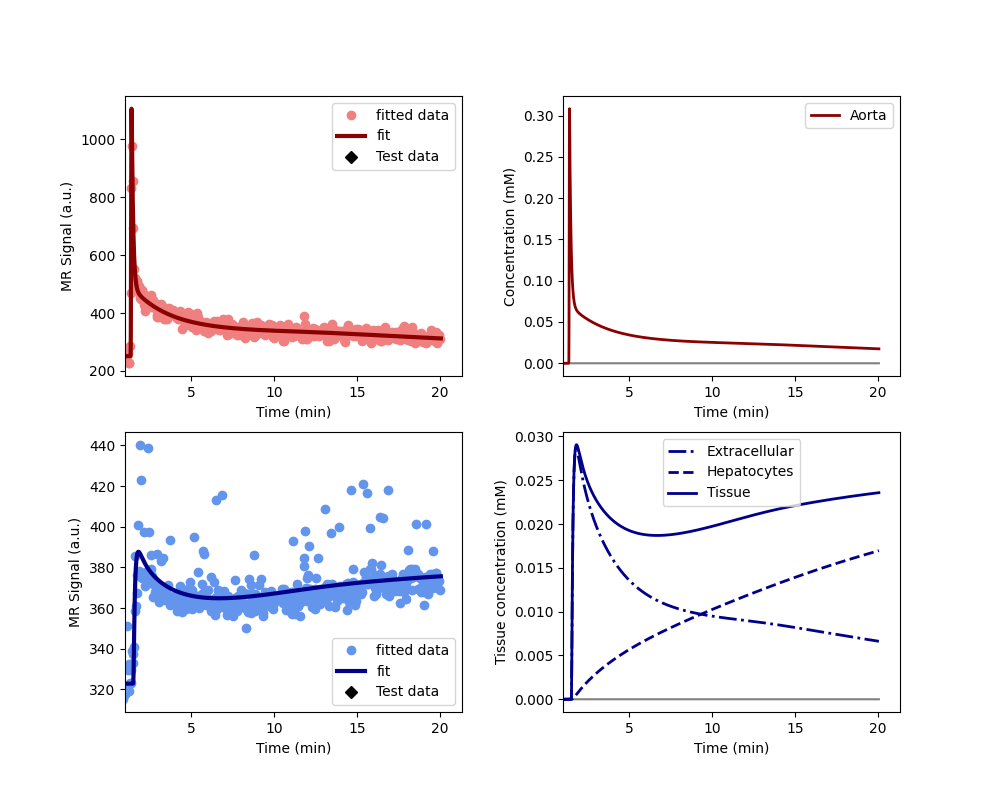 1000
800
600
400
200
MR Signal (a.u.)
fitted data
fit
Test data
5
10
15
20
Time (min)
0.30
0.25
0.20
0.15
0.10
0.05
0.00
Concentration (mM)
Aorta
5
10
15
20
Time (min)
440
420
400
380
360
340
320
MR Signal (a.u.)
fitted data
fit
Test data
5
10
15
20
Time (min)
0.030
0.025
0.020
0.015
0.010
0.005
0.000
Tissue concentration (mM)
Extracellular
Hepatocytes
Tissue
5
10
15
20
Time (min)